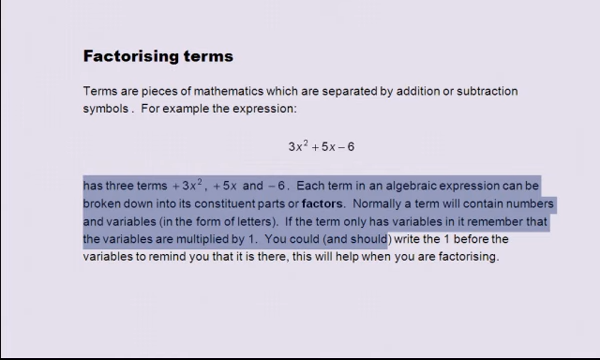 Factorising terms
Terms are pieces of mathematics which are separated by addition or subtraction
symbols . For example the expression:
3x² + 5x – 6
has three terms + 3x² , + 5x and – 6 . Each term in an algebraic expression can be
broken down into its constituent parts or factors. Normally a term will contain numbers
and variables (in the form of letters). If the term only has variables in it remember that
the variables are multiplied by 1. You could (and should) write the 1 before the
variables to remind you that it is there, this will help when you are factorising.